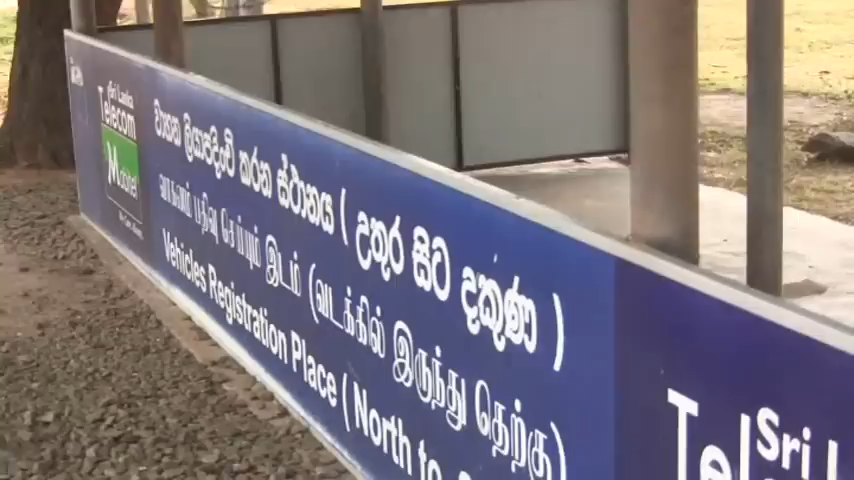 Sri Lanka
Telecom
Mobitel
වාහන ලියාපදිංචි කරන ස්ථානය ( උතුර සිට දකුණ )
வாகனம் பதிவு செய்யும் இடம் (வடக்கில் இருந்து தெற்கு)
Vehicles Registration Place ( North to
Sri L
Tel